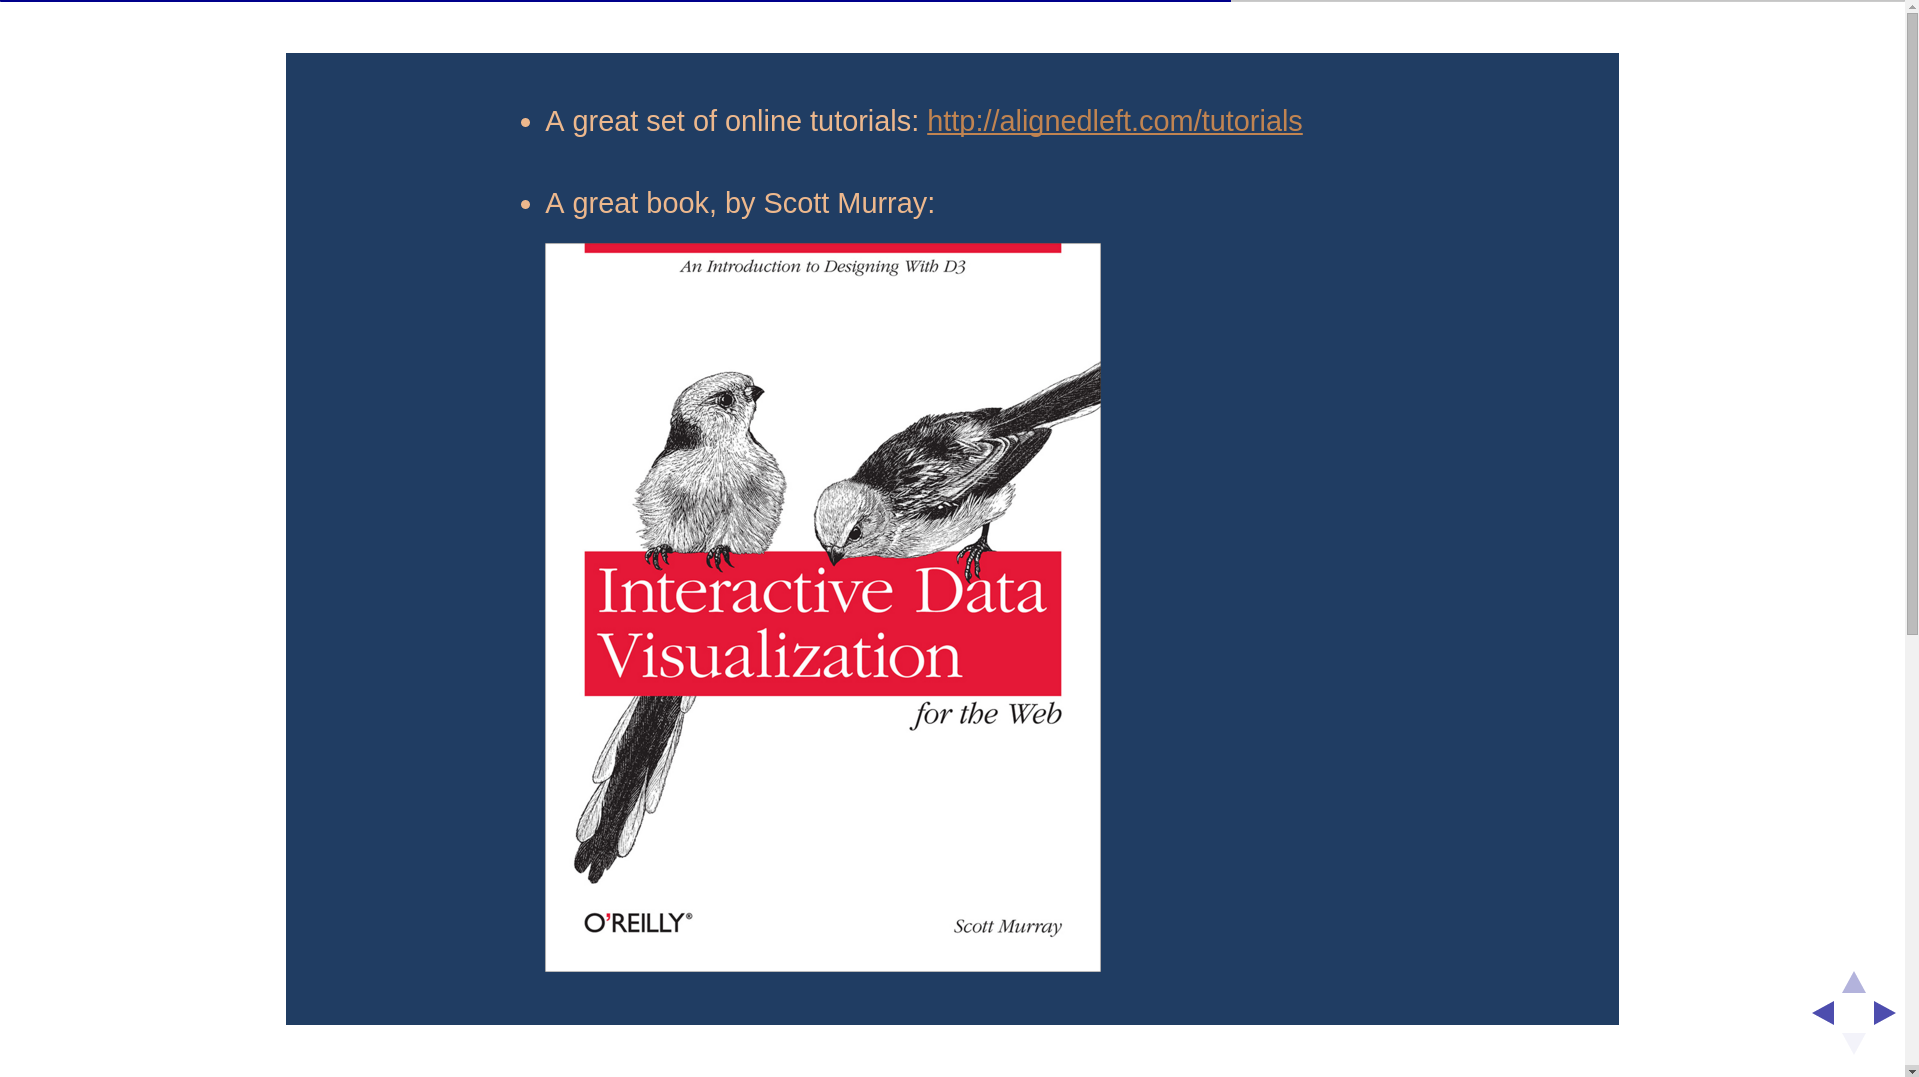 A great set of online tutorials: http://alignedleft.com/tutorials
A great book, by Scott Murray:
An Introduction to Designing With D3
Interactive Data
Visualization
for the Web
O'REILLY®
Scott Murray